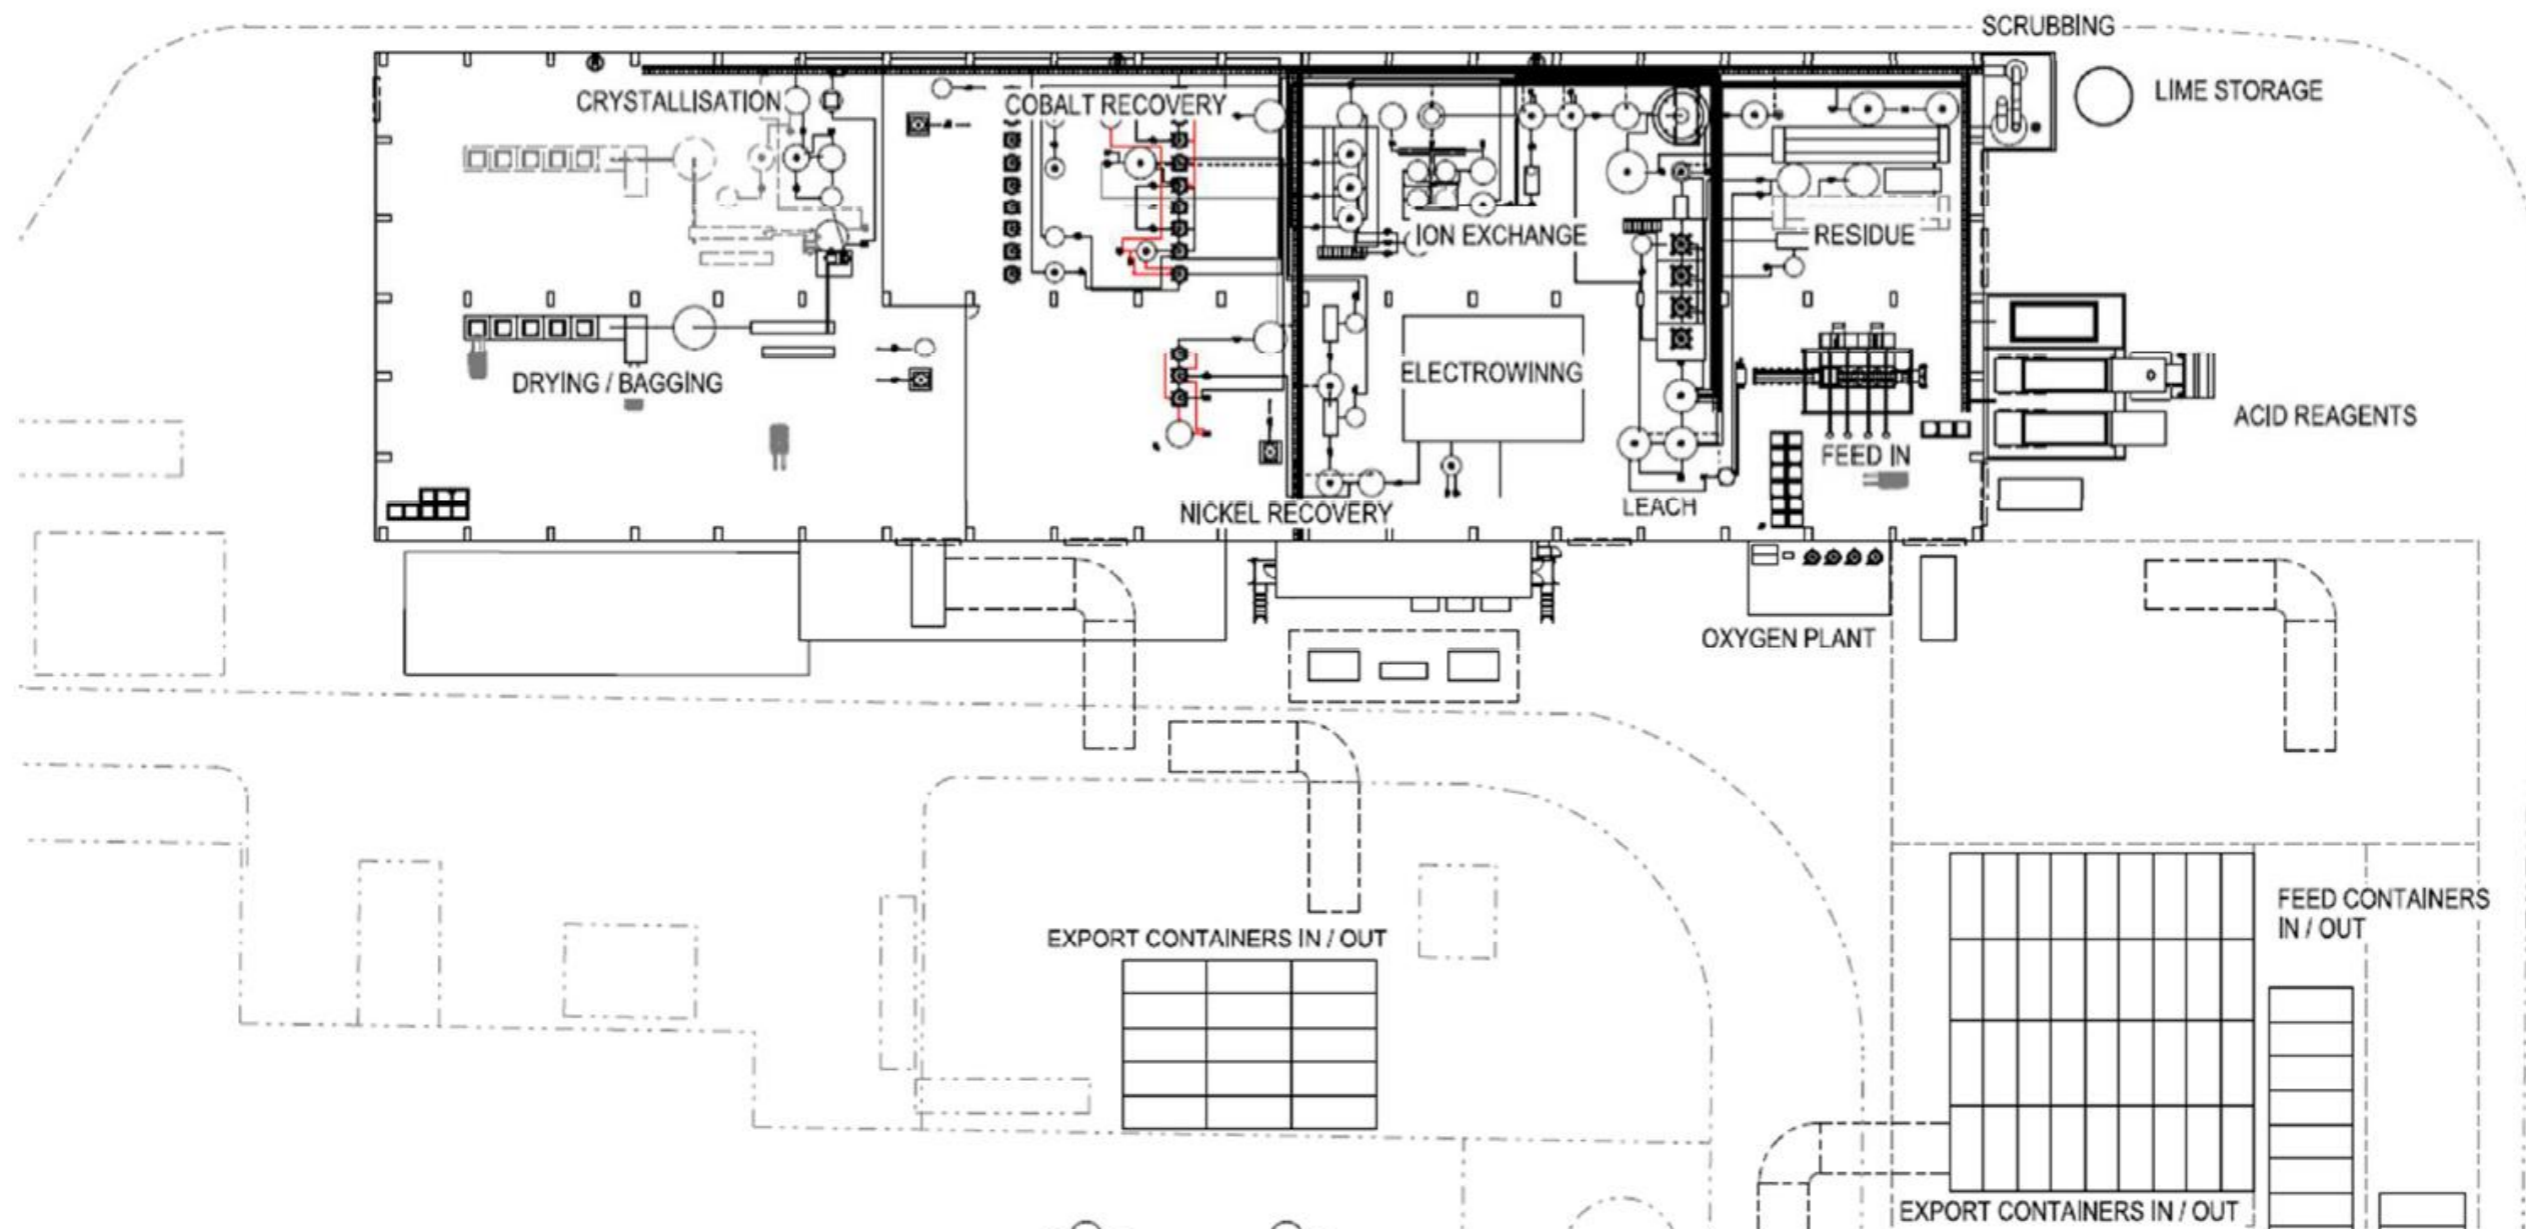 SCRUBBING
LIME STORAGE
CRYSTALLISATION
COBALT RECOVERY
ION EXCHANGE
RESIDUE
DRYING / BAGGING
ELECTROWINNG
ACID REAGENTS
FEED IN
NICKEL RECOVERY
LEACH
OXYGEN PLANT
EXPORT CONTAINERS IN / OUT
FEED CONTAINERS
IN / OUT
EXPORT CONTAINERS IN / OUT